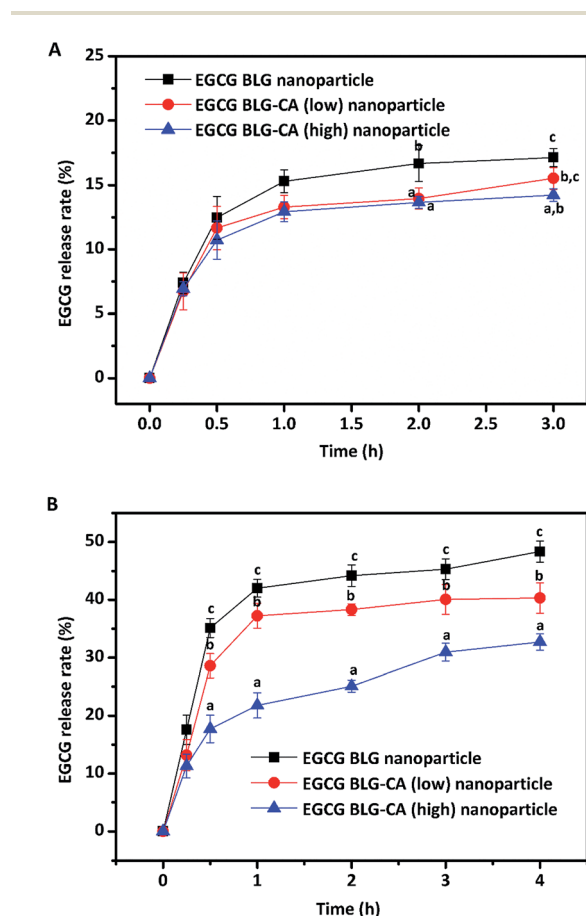 A
25
20
15
10
5
0
EGCG release rate (%)
EGCG BLG nanoparticle
EGCG BLG-CA (low) nanoparticle
EGCG BLG-CA (high) nanoparticle
b
c
a
a
b,c
a,b
0.0 0.5 1.0 1.5 2.0 2.5 3.0
Time (h)
B
50
40
30
20
10
0
EGCG release rate (%)
c c c c c
b b b b b
a a a a a
EGCG BLG nanoparticle
EGCG BLG-CA (low) nanoparticle
EGCG BLG-CA (high) nanoparticle
0 1 2 3 4
Time (h)